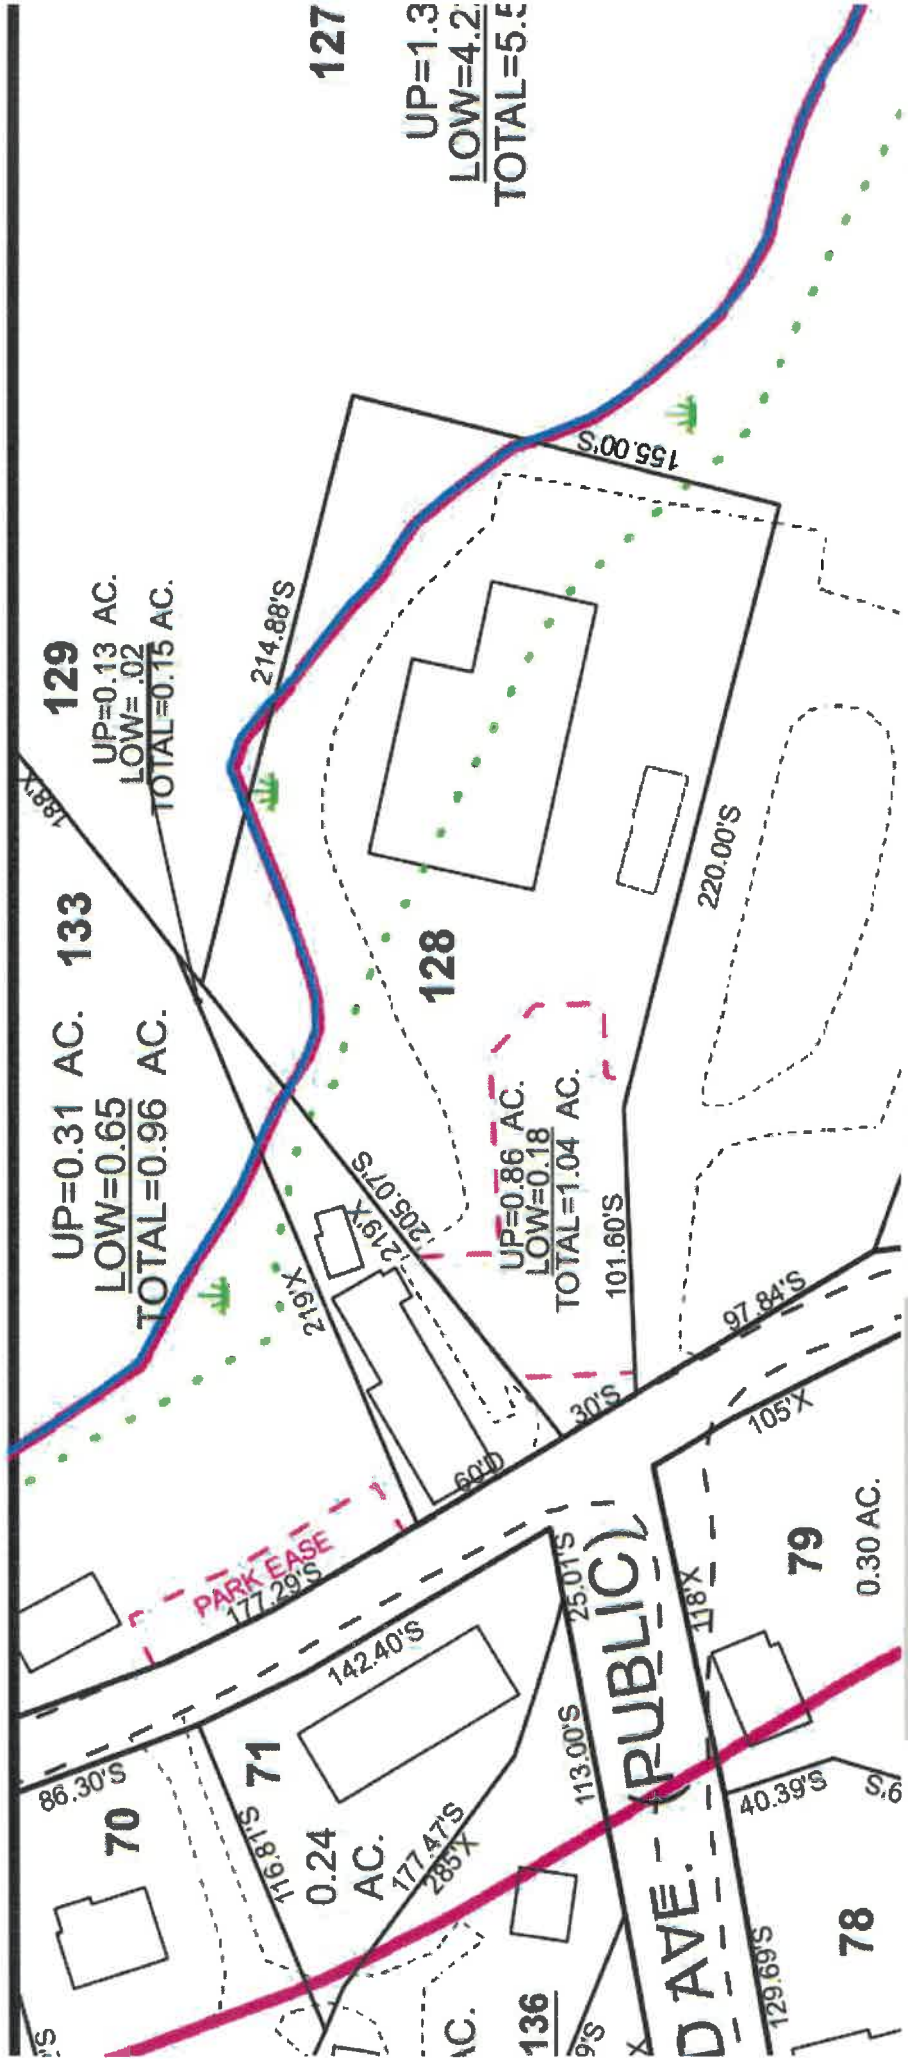 127
UP=1.3
LOW=4.2
TOTAL=5.5
129
UP=0.13 AC.
LOW= .02
TOTAL=0.15 AC.
188'X
133
UP=0.31 AC.
LOW=0.65
TOTAL=0.96 AC.
214.88'S
155.00'S
220.00'S
128
UP=0.86 AC.
LOW=0.18
TOTAL=1.04 AC.
205.07'S
219'X
219'X
101.60'S
97.84'S
30'S
60'D
105'X
PARK EASE
177.29'S
142.40'S
25.01'S
118'X
79
0.30 AC.
86.30'S
70
71
0.24
AC.
116.81'S
177.47'S
285'X
113.00'S
D AVE. (PUBLIC)
40.39'S
129.69'S
78
136
AC.
9'S
X
'S